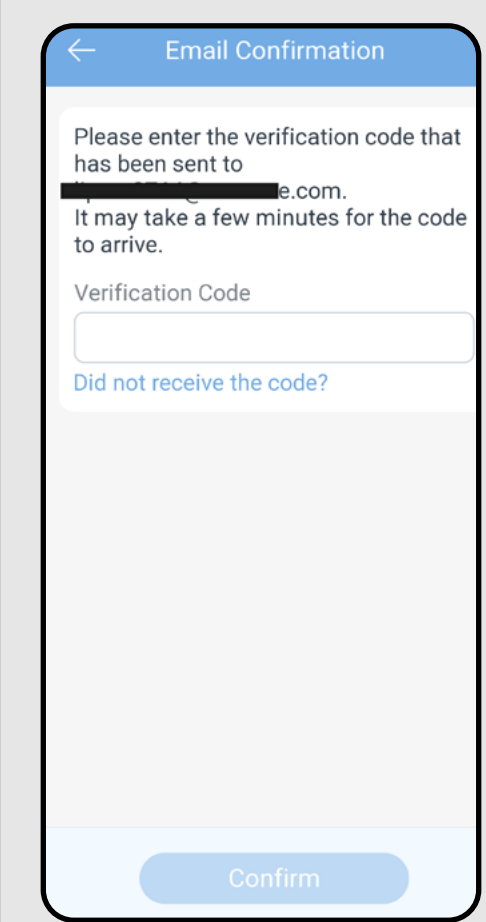 Email Confirmation
Please enter the verification code that
has been sent to
e.com.
It may take a few minutes for the code
to arrive.
Verification Code
Did not receive the code?
Confirm